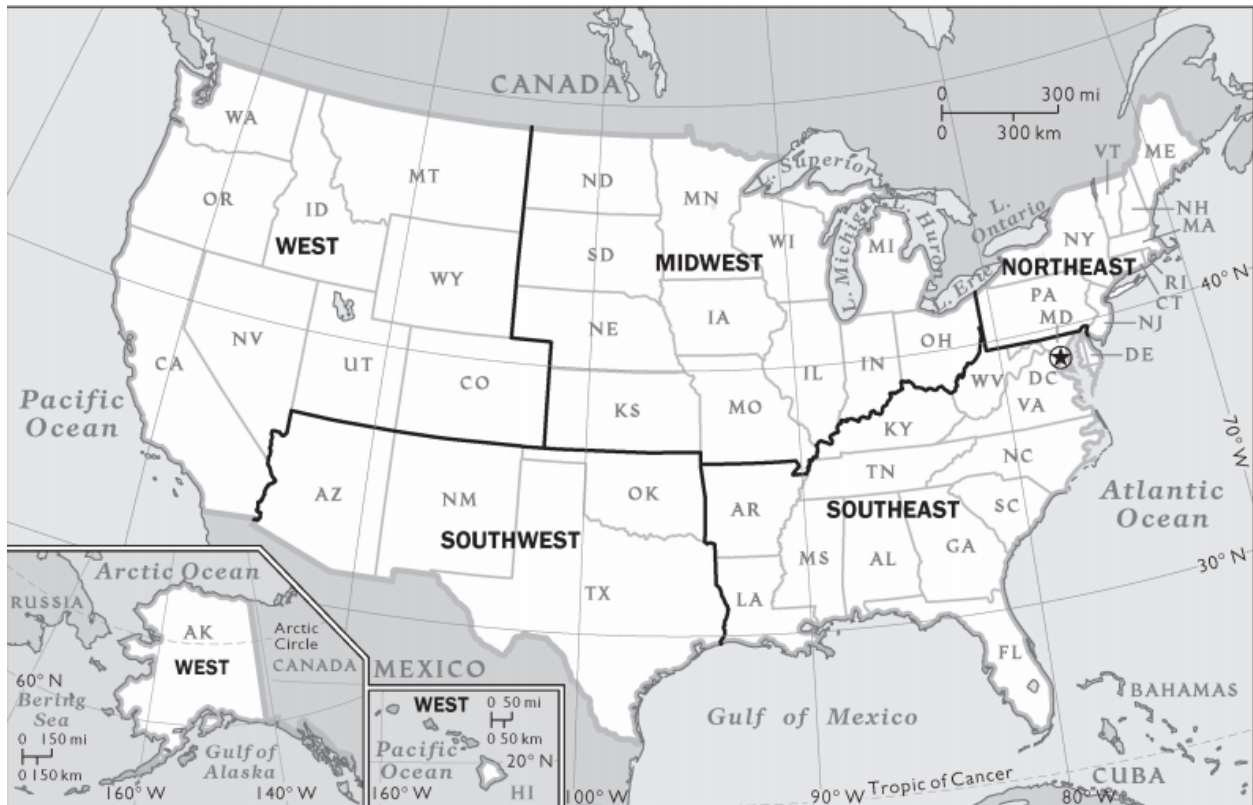 CANADA
0 300 mi
0 300 km
WA
MT
ND
MN
L. Superior
VT
ME
OR
ID
WEST
SD
WI
L. Michigan
MI
L. Huron
L.
Ontario
NY
NH
MA
WY
MIDWEST
NORTHEAST
L. Erie
RI
40° N
CT
NE
IA
PA
MD
NJ
NV
OH
DE
CA
UT
CO
IL
IN
WV
DC
VA
Pacific
Ocean
KS
MO
KY
70° W
NC
TN
AZ
NM
OK
AR
SOUTHEAST
SC
Atlantic
Ocean
SOUTHWEST
MS
AL
GA
30° N
TX
LA
FL
Arctic Ocean
RUSSIA
AK
Arctic
Circle
WEST
CANADA
60° N
Bering
Sea
0 150 mi
0 150 km
Gulf of
Alaska
160° W
140° W
MEXICO
WEST
0 50 mi
0 50 km
Pacific
Ocean
20° N
HI
160° W
100° W
Gulf of Mexico
BAHAMAS
Tropic of Cancer
CUBA
90° W
80° W